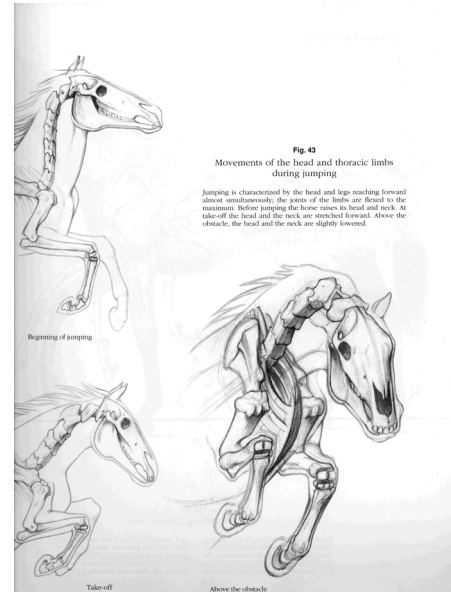 Fig. 43
Movements of the head and thoracic limbs
during jumping
Jumping is characterized by the head and legs reaching forward
almost simultaneously; the joints of the limbs are flexed to the
maximum. Before jumping the horse raises its head and neck. At
take-off the head and the neck are stretched forward. Above the
obstacle, the head and the neck are slightly lowered.
Beginning of jumping
Take-off
Above the obstacle